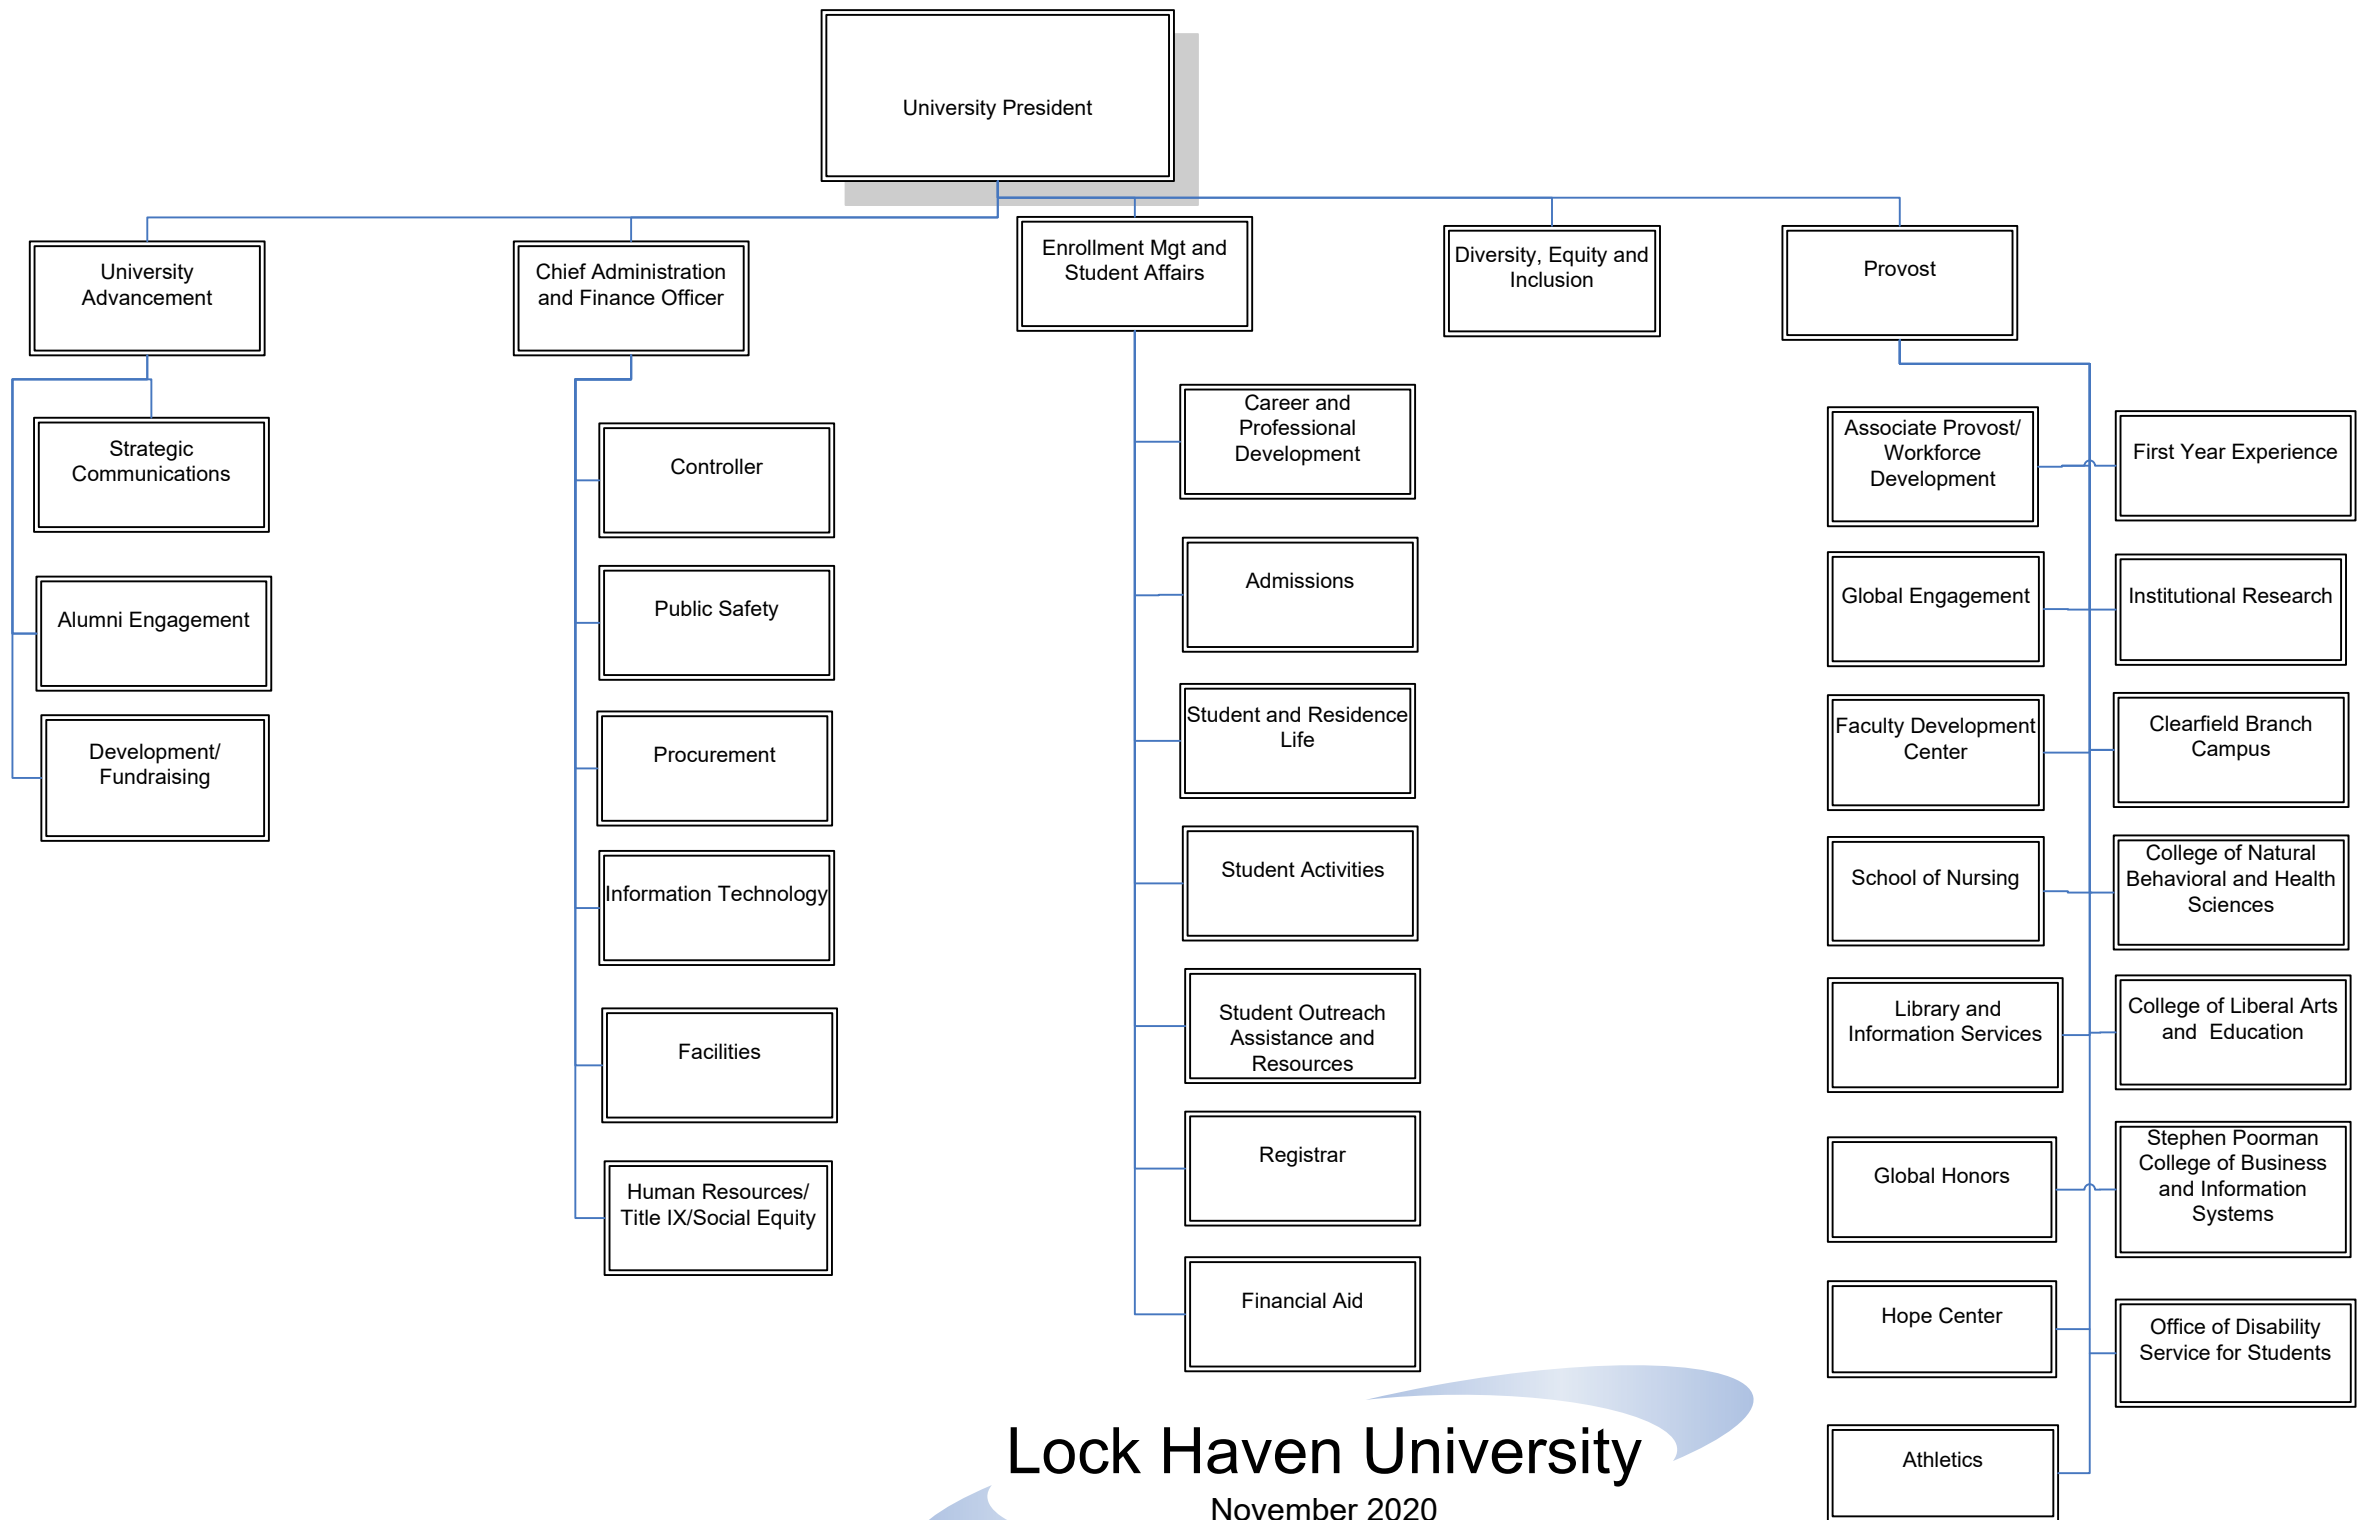 University President
University
Advancement
Chief Administration
and Finance Officer
Enrollment Mgt and
Student Affairs
Diversity, Equity and
Inclusion
Provost
Strategic
Communications
Alumni Engagement
Development/
Fundraising
Controller
Public Safety
Procurement
Information Technology
Facilities
Human Resources/
Title IX/Social Equity
Career and
Professional
Development
Admissions
Student and Residence
Life
Student Activities
Student Outreach
Assistance and
Resources
Registrar
Financial Aid
Associate Provost/
Workforce
Development
Global Engagement
Faculty Development
Center
School of Nursing
Library and
Information Services
Global Honors
Hope Center
Athletics
First Year Experience
Institutional Research
Clearfield Branch
Campus
College of Natural
Behavioral and Health
Sciences
College of Liberal Arts
and  Education
Stephen Poorman
College of Business
and Information
Systems
Office of Disability
Service for Students
Lock Haven University
November 2020